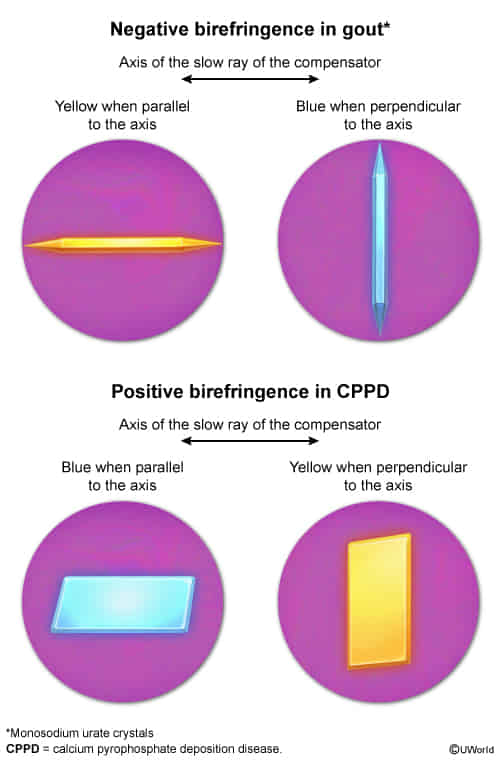 Negative birefringence in gout*
Axis of the slow ray of the compensator
Yellow when parallel
to the axis
Blue when perpendicular
to the axis
Positive birefringence in CPPD
Axis of the slow ray of the compensator
Blue when parallel
to the axis
Yellow when perpendicular
to the axis
*Monosodium urate crystals
CPPD = calcium pyrophosphate deposition disease.
©UWorld